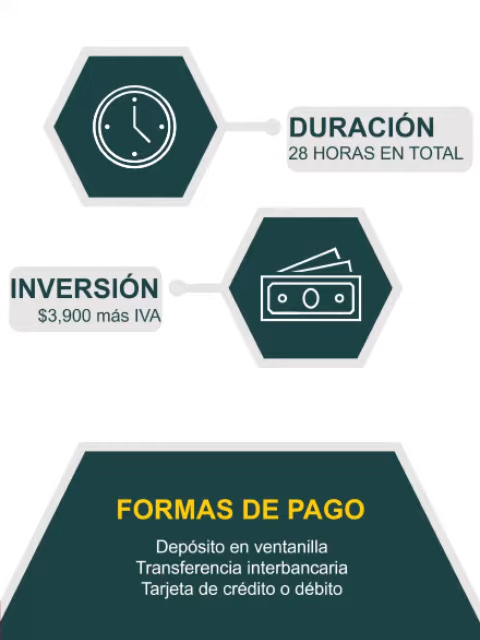 DURACIÓN
28 HORAS EN TOTAL
INVERSIÓN
$3,900 más IVA
FORMAS DE PAGO
Depósito en ventanilla
Transferencia interbancaria
Tarjeta de crédito o débito